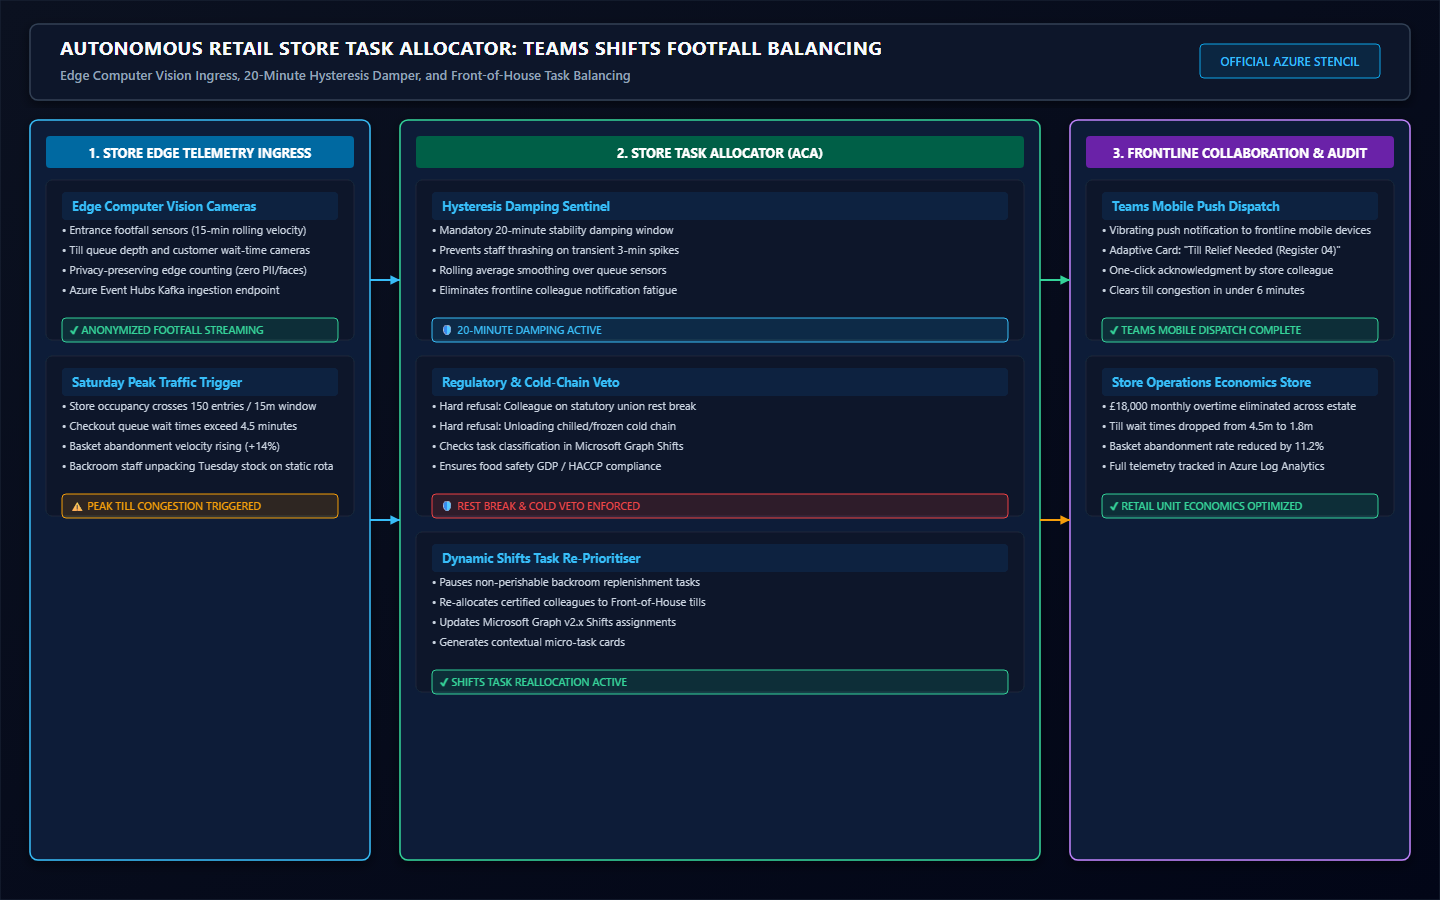 AUTONOMOUS RETAIL STORE TASK ALLOCATOR: TEAMS SHIFTS FOOTFALL BALANCING
Edge Computer Vision Ingress, 20-Minute Hysteresis Damper, and Front-of-House Task Balancing
OFFICIAL AZURE STENCIL
1. STORE EDGE TELEMETRY INGRESS
Edge Computer Vision Cameras
• Entrance footfall sensors (15-min rolling velocity)
• Till queue depth and customer wait-time cameras
• Privacy-preserving edge counting (zero PII/faces)
• Azure Event Hubs Kafka ingestion endpoint
✔ ANONYMIZED FOOTFALL STREAMING
Saturday Peak Traffic Trigger
• Store occupancy crosses 150 entries / 15m window
• Checkout queue wait times exceed 4.5 minutes
• Basket abandonment velocity rising (+14%)
• Backroom staff unpacking Tuesday stock on static rota
⚠ PEAK TILL CONGESTION TRIGGERED
2. STORE TASK ALLOCATOR (ACA)
Hysteresis Damping Sentinel
• Mandatory 20-minute stability damping window
• Prevents staff thrashing on transient 3-min spikes
• Rolling average smoothing over queue sensors
• Eliminates frontline colleague notification fatigue
🛡 20-MINUTE DAMPING ACTIVE
Regulatory & Cold-Chain Veto
• Hard refusal: Colleague on statutory union rest break
• Hard refusal: Unloading chilled/frozen cold chain
• Checks task classification in Microsoft Graph Shifts
• Ensures food safety GDP / HACCP compliance
🛡 REST BREAK & COLD VETO ENFORCED
Dynamic Shifts Task Re-Prioritiser
• Pauses non-perishable backroom replenishment tasks
• Re-allocates certified colleagues to Front-of-House tills
• Updates Microsoft Graph v2.x Shifts assignments
• Generates contextual micro-task cards
✔ SHIFTS TASK REALLOCATION ACTIVE
3. FRONTLINE COLLABORATION & AUDIT
Teams Mobile Push Dispatch
• Vibrating push notification to frontline mobile devices
• Adaptive Card: "Till Relief Needed (Register 04)"
• One-click acknowledgment by store colleague
• Clears till congestion in under 6 minutes
✔ TEAMS MOBILE DISPATCH COMPLETE
Store Operations Economics Store
• £18,000 monthly overtime eliminated across estate
• Till wait times dropped from 4.5m to 1.8m
• Basket abandonment rate reduced by 11.2%
• Full telemetry tracked in Azure Log Analytics
✔ RETAIL UNIT ECONOMICS OPTIMIZED